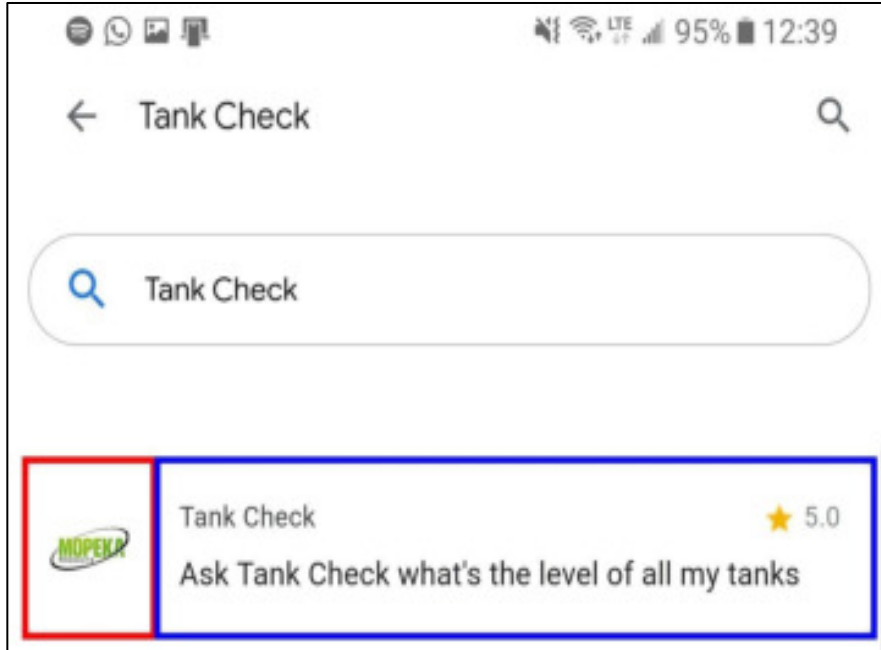 LTE 95% 12:39
Tank Check
Tank Check
MOPEKA
Tank Check 5.0
Ask Tank Check what's the level of all my tanks